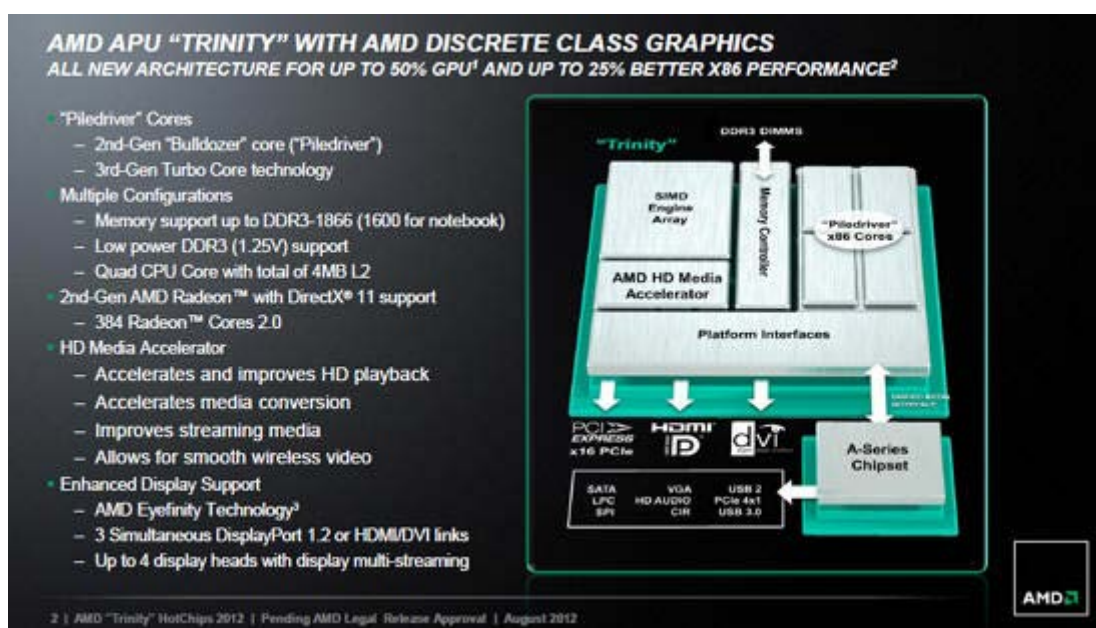 AMD APU “TRINITY” WITH AMD DISCRETE CLASS GRAPHICS
ALL NEW ARCHITECTURE FOR UP TO 50% GPU¹ AND UP TO 25% BETTER X86 PERFORMANCE²
"Piledriver" Cores
– 2nd-Gen "Bulldozer" core ("Piledriver")
– 3rd-Gen Turbo Core technology
Multiple Configurations
– Memory support up to DDR3-1866 (1600 for notebook)
– Low power DDR3 (1.25V) support
– Quad CPU Core with total of 4MB L2
2nd-Gen AMD Radeon™ with DirectX® 11 support
– 384 Radeon™ Cores 2.0
HD Media Accelerator
– Accelerates and improves HD playback
– Accelerates media conversion
– Improves streaming media
– Allows for smooth wireless video
Enhanced Display Support
– AMD Eyefinity Technology³
– 3 Simultaneous DisplayPort 1.2 or HDMI/DVI links
– Up to 4 display heads with display multi-streaming
DDR3 DIMMS
"Trinity"
SIMD
Engine
Array
Memory Controller
"Piledriver"
x86 Cores
AMD HD Media
Accelerator
Platform Interfaces
PCI
EXPRESS
x16 PCIe
HDMI
DVI
A-Series
Chipset
SATA VGA USB 2
LPC HD AUDIO PCIe 4x1
SPI CIR USB 3.0
AMD
2 | AMD "Trinity" HotChips 2012 | Pending AMD Legal Release Approval | August 2012